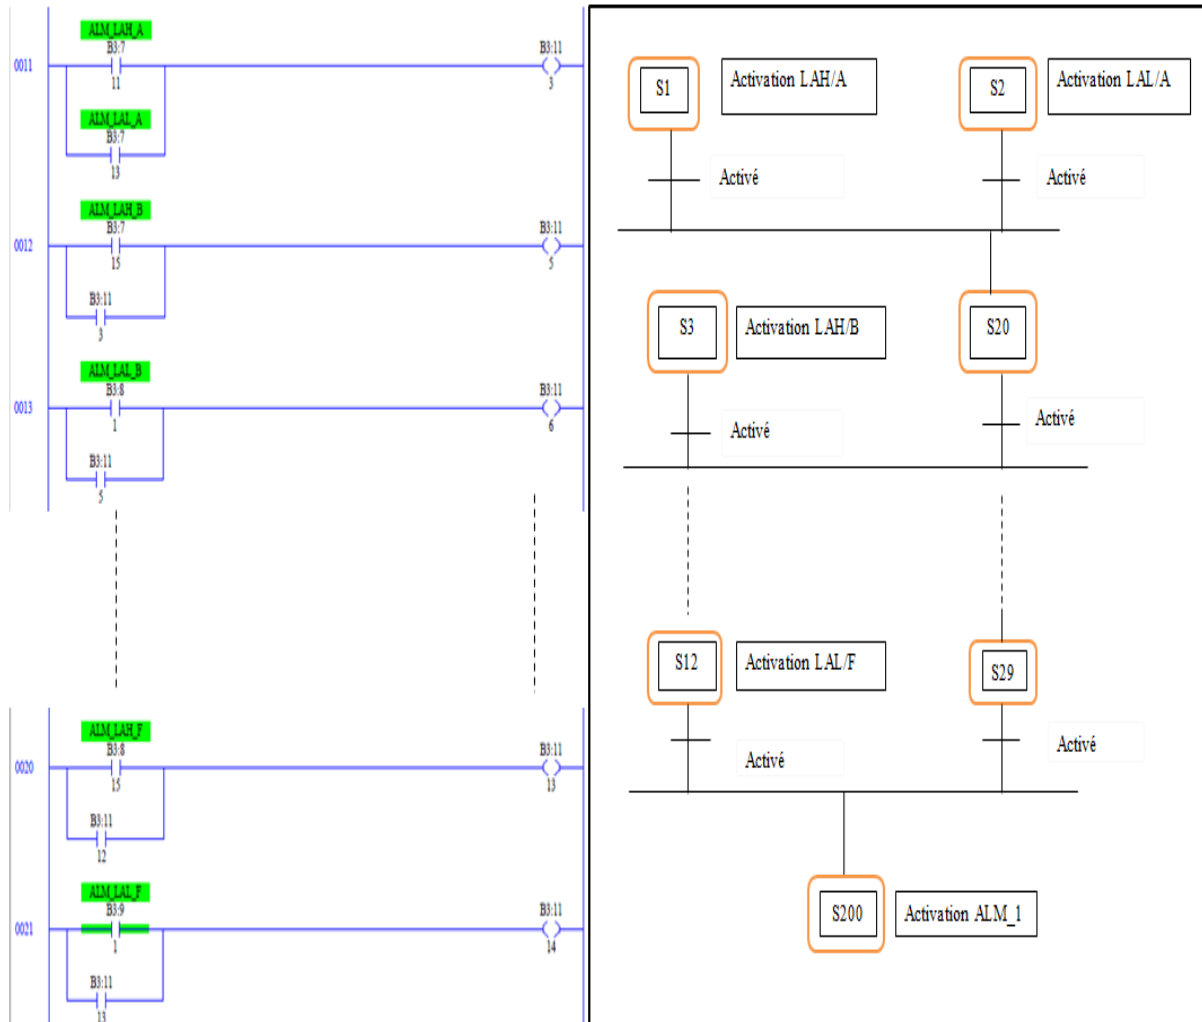 ALM_LAH_A
B3:7
B3:11
0011
11
3
ALM_LAL_A
B3:7
13
ALM_LAH_B
B3:7
B3:11
0012
15
5
B3:11
3
ALM_LAL_B
B3:8
B3:11
0013
1
6
B3:11
5
ALM_LAH_F
B3:8
B3:11
0020
15
13
B3:11
12
ALM_LAL_F
B3:9
B3:11
0021
1
14
B3:11
13
S1
Activation LAH/A
S2
Activation LAL/A
Activé
Activé
S3
Activation LAH/B
S20
Activé
Activé
S12
Activation LAL/F
S29
Activé
Activé
S200
Activation ALM_1